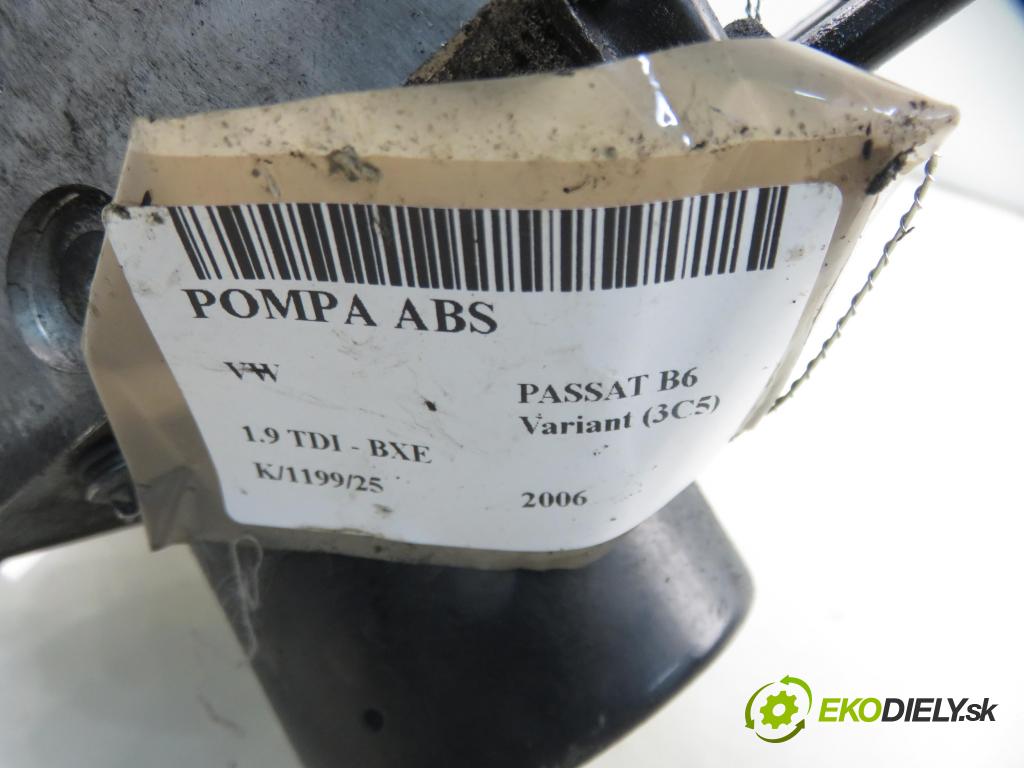 POMPA ABS
VW
PASSAT B6
Variant (3C5)
1.9 TDI - BXE
K/1199/25
2006
EKODIELY.sk